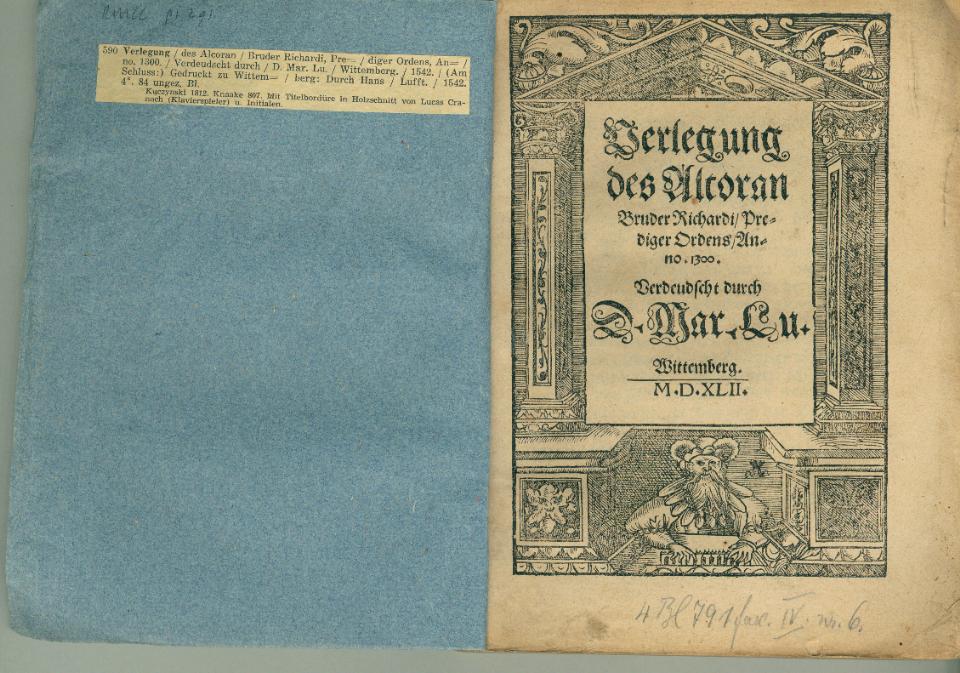 590 Verlegung / des Alcoran / Bruder Richardi, Pre= / diger Ordens, An= /
no. 1300. / Verdeudscht durch / D. Mar. Lu. / Wittemberg. / 1542. / (Am
Schluss:) Gedruckt zu Wittem= / berg: Durch Hans / Lufft. / 1542.
4°. 84 ungez. Bl.
Kuczynski 1812. Knaake 807. Mit Titelbordüre in Holzschnitt von Lucas Cra-
nach (Klavierspieler) u. Initialen.
Verlegung
des Alcoran
Bruder Richardi/ Pre-
diger Ordens/ An-
no. 1300.
Verdeudscht durch
D. Mar. Lu.
Wittemberg.
M.D.XLII.
4 Bl 79 IV. nr. 6.